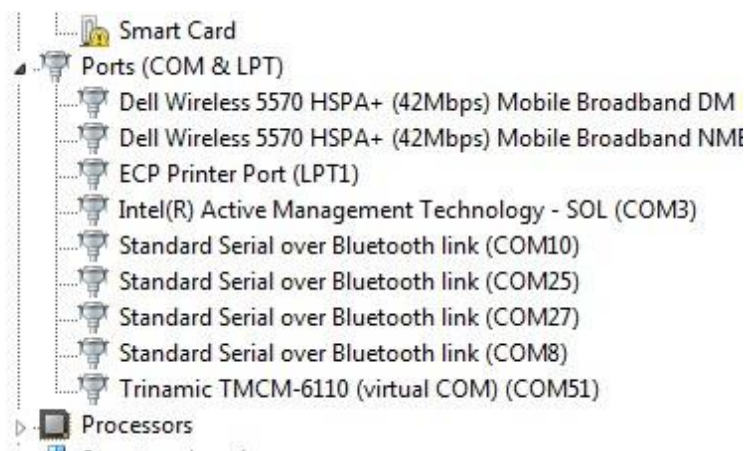 Smart Card
Ports (COM & LPT)
Dell Wireless 5570 HSPA+ (42Mbps) Mobile Broadband DM
Dell Wireless 5570 HSPA+ (42Mbps) Mobile Broadband NME
ECP Printer Port (LPT1)
Intel(R) Active Management Technology - SOL (COM3)
Standard Serial over Bluetooth link (COM10)
Standard Serial over Bluetooth link (COM25)
Standard Serial over Bluetooth link (COM27)
Standard Serial over Bluetooth link (COM8)
Trinamic TMCM-6110 (virtual COM) (COM51)
Processors